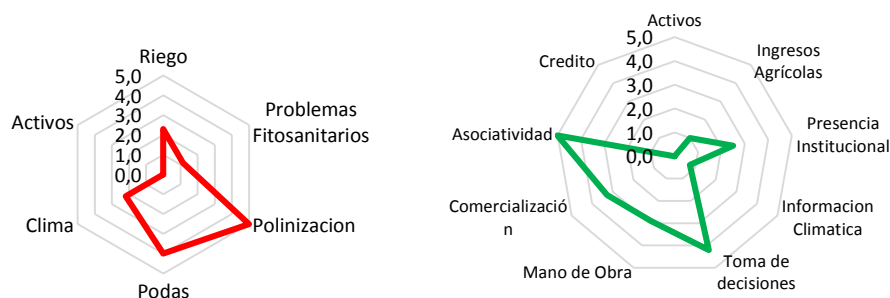 Riego
5,0
4,0
3,0
2,0
1,0
0,0
Problemas
Fitosanitarios
Polinizacion
Podas
Clima
Activos
Activos
5,0
4,0
3,0
2,0
1,0
0,0
Ingresos
Agrícolas
Presencia
Institucional
Informacion
Climatica
Toma de
decisiones
Mano de Obra
Comercializació
n
Asociatividad
Credito